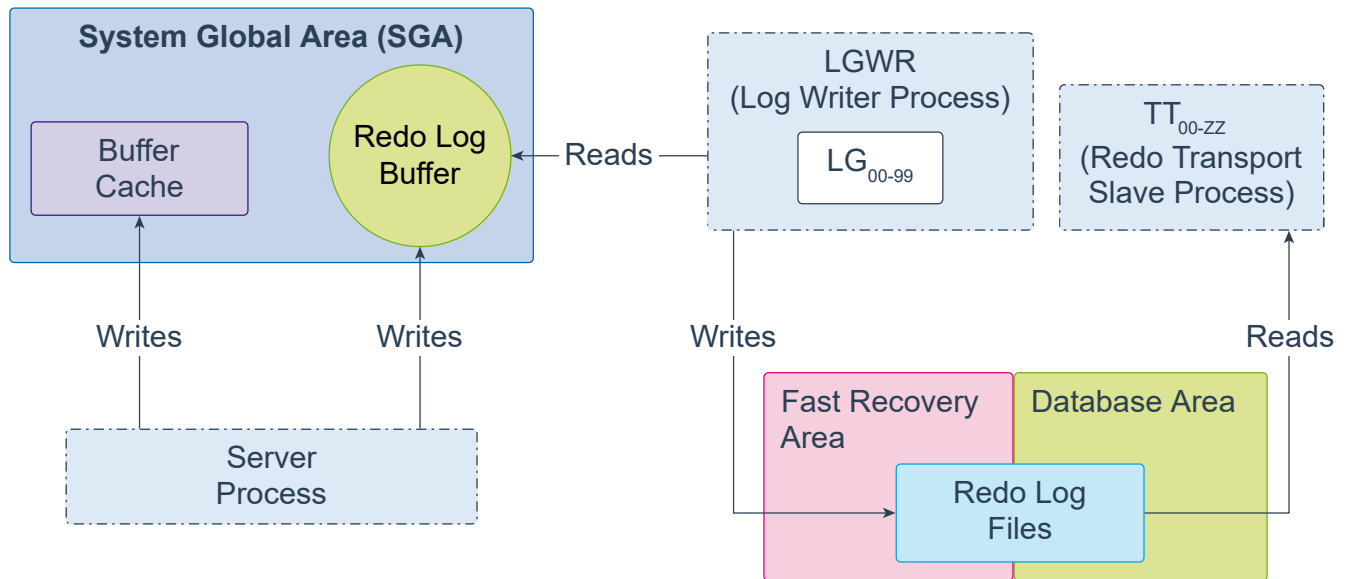 System Global Area (SGA)
Buffer
Cache
Redo Log
Buffer
Reads
LGWR
(Log Writer Process)
LG00-99
TT00-ZZ
(Redo Transport
Slave Process)
Writes
Writes
Writes
Reads
Server
Process
Fast Recovery
Area
Database Area
Redo Log
Files